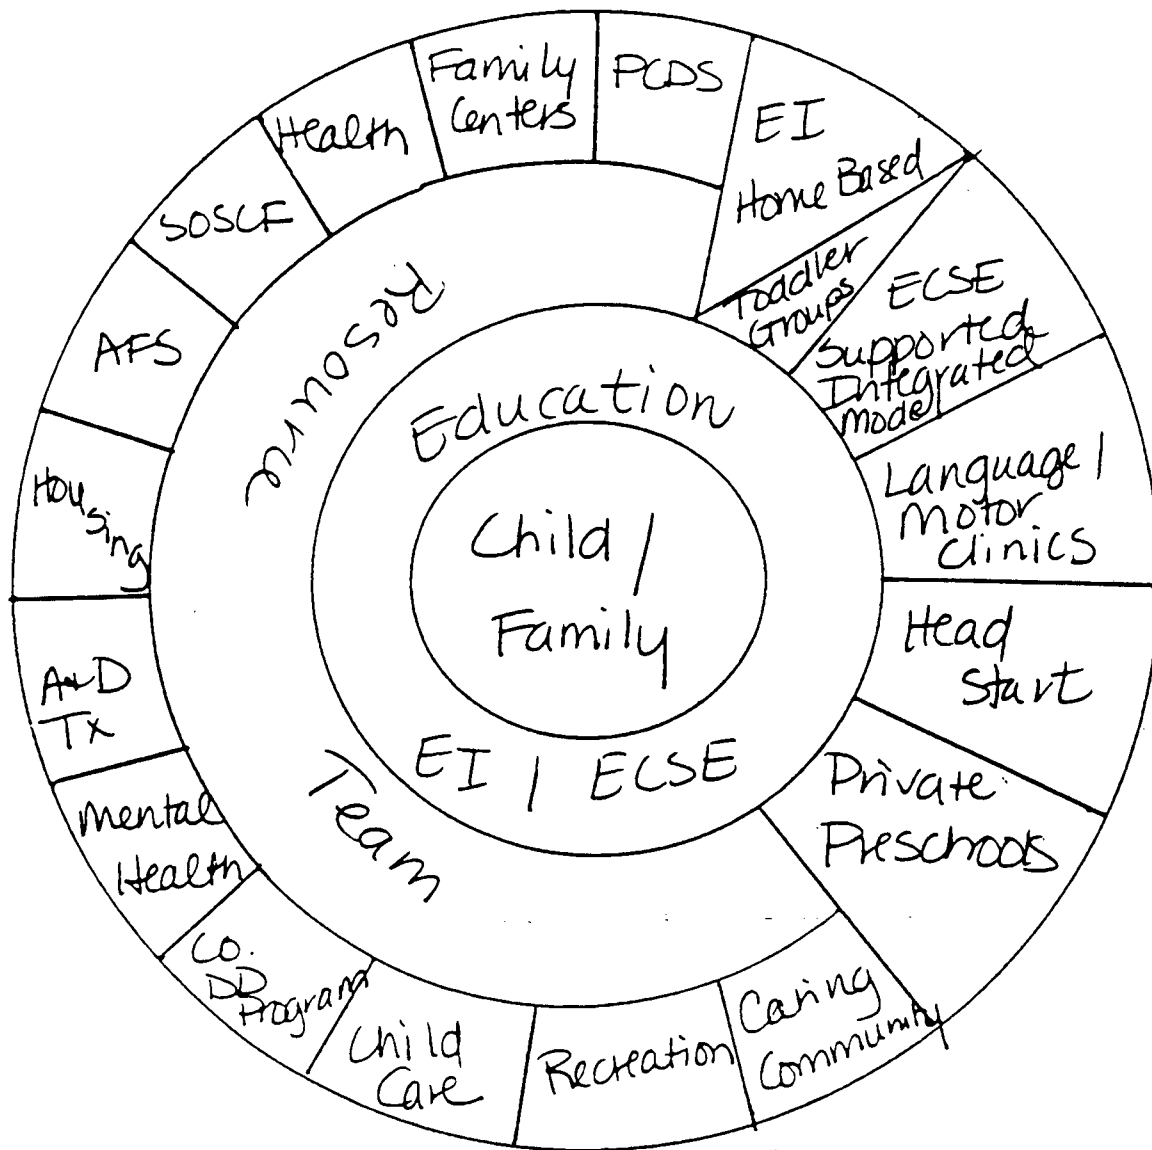 Child /
Family
Education
EI / ECSE
Resource
Team
PCDS
EI
Home Based
Toddler
Groups
ECSE
Supported
Integrated
Model
Language /
Motor
Clinics
Head
Start
Private
Preschools
Caring
Community
Recreation
Child
Care
Co.
DD
Program
Mental
Health
A+D
Tx
Housing
AFS
SOSCF
Health
Family
Centers